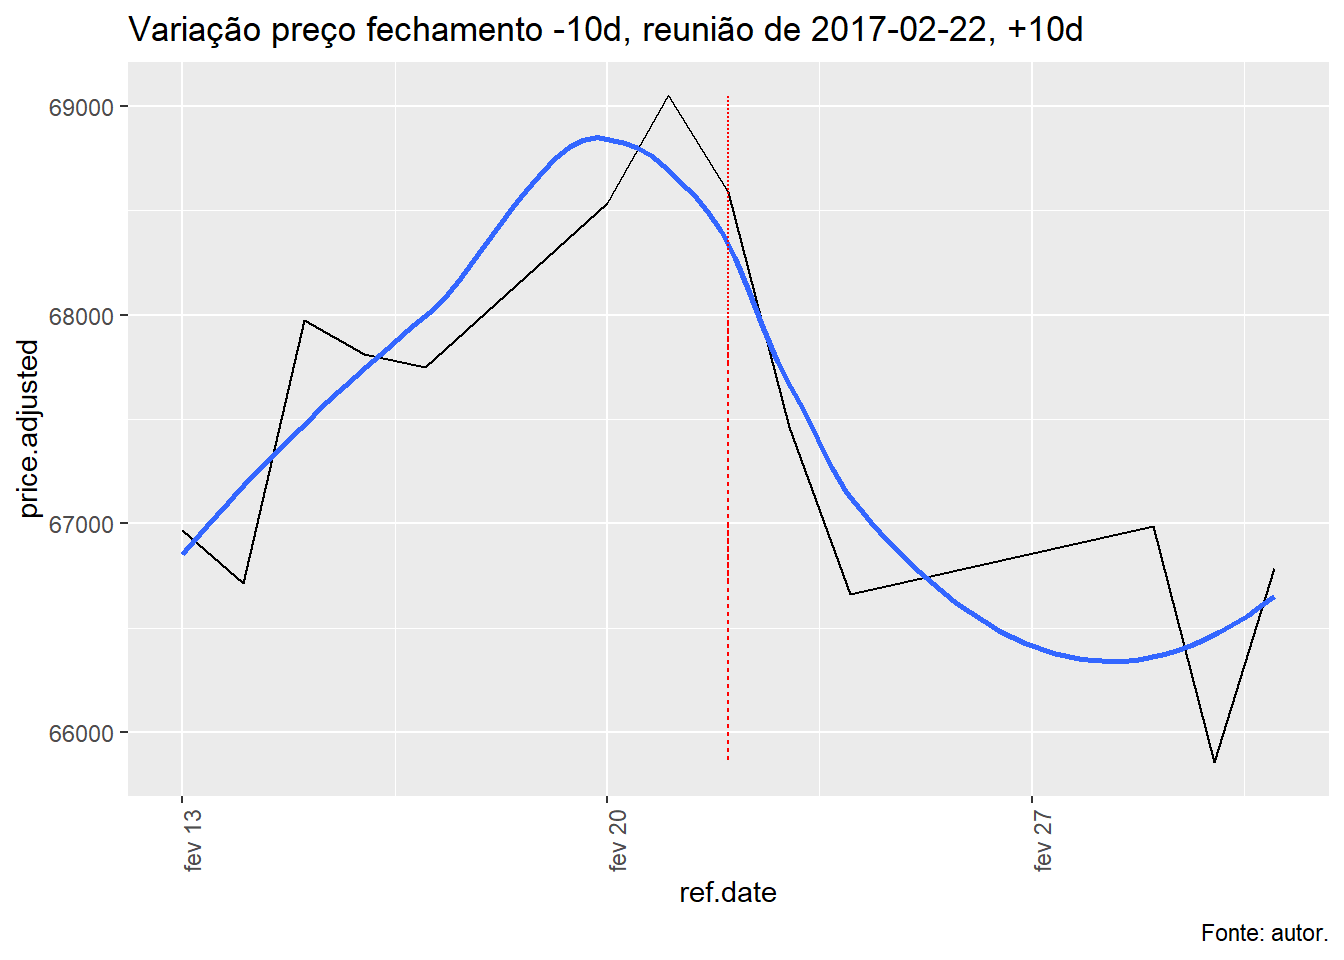 Variação preço fechamento -10d, reunião de 2017-02-22, +10d
69000
68000
67000
66000
price.adjusted
fev 13
fev 20
fev 27
ref.date
Fonte: autor.